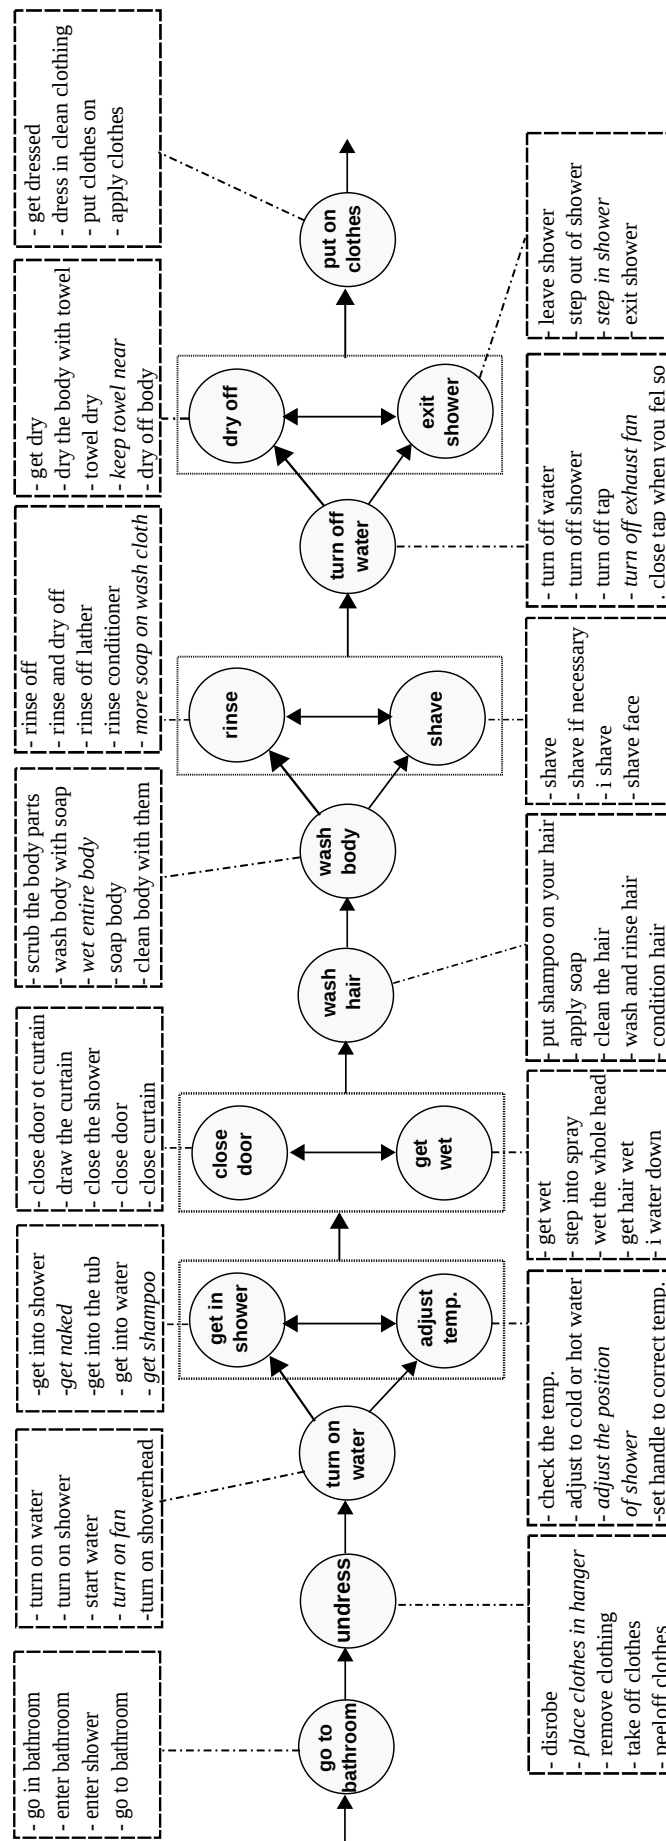 - go in bathroom
- enter bathroom
- enter shower
- go to bathroom
- turn on water
- turn on shower
- start water
- turn on fan
-turn on showerhead
-get into shower
-get naked
-get into the tub
- get into water
- get shampoo
- close door ot curtain
- draw the curtain
- close the shower
- close door
- close curtain
- scrub the body parts
- wash body with soap
- wet entire body
- soap body
- clean body with them
- rinse off
- rinse and dry off
- rinse off lather
- rinse conditioner
- more soap on wash cloth
- get dry
- dry the body with towel
- towel dry
- keep towel near
- dry off body
- get dressed
- dress in clean clothing
- put clothes on
- apply clothes
go to
bathroom
undress
turn on
water
get in
shower
adjust
temp.
close
door
get
wet
wash
hair
wash
body
rinse
shave
turn off
water
dry off
exit
shower
put on
clothes
- disrobe
- place clothes in hanger
- remove clothing
- take off clothes
- peeloff clothes
- check the temp.
- adjust to cold or hot water
- adjust the position
of shower
-set handle to correct temp.
- get wet
- step into spray
- wet the whole head
- get hair wet
- i water down
- put shampoo on your hair
- apply soap
- clean the hair
- wash and rinse hair
- condition hair
- shave
- shave if necessary
- i shave
- shave face
- turn off water
- turn off shower
- turn off tap
- turn off exhaust fan
. close tap when you fel so
- leave shower
- step out of shower
- step in shower
- exit shower